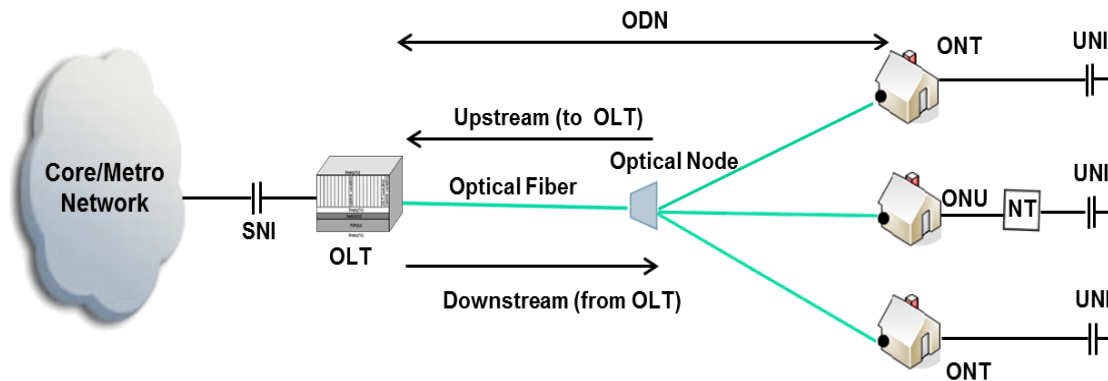 ODN
ONT
UNI
Upstream (to OLT)
Optical Node
Core/Metro
Network
Optical Fiber
SNI
OLT
ONU
NT
UNI
Downstream (from OLT)
UNI
ONT